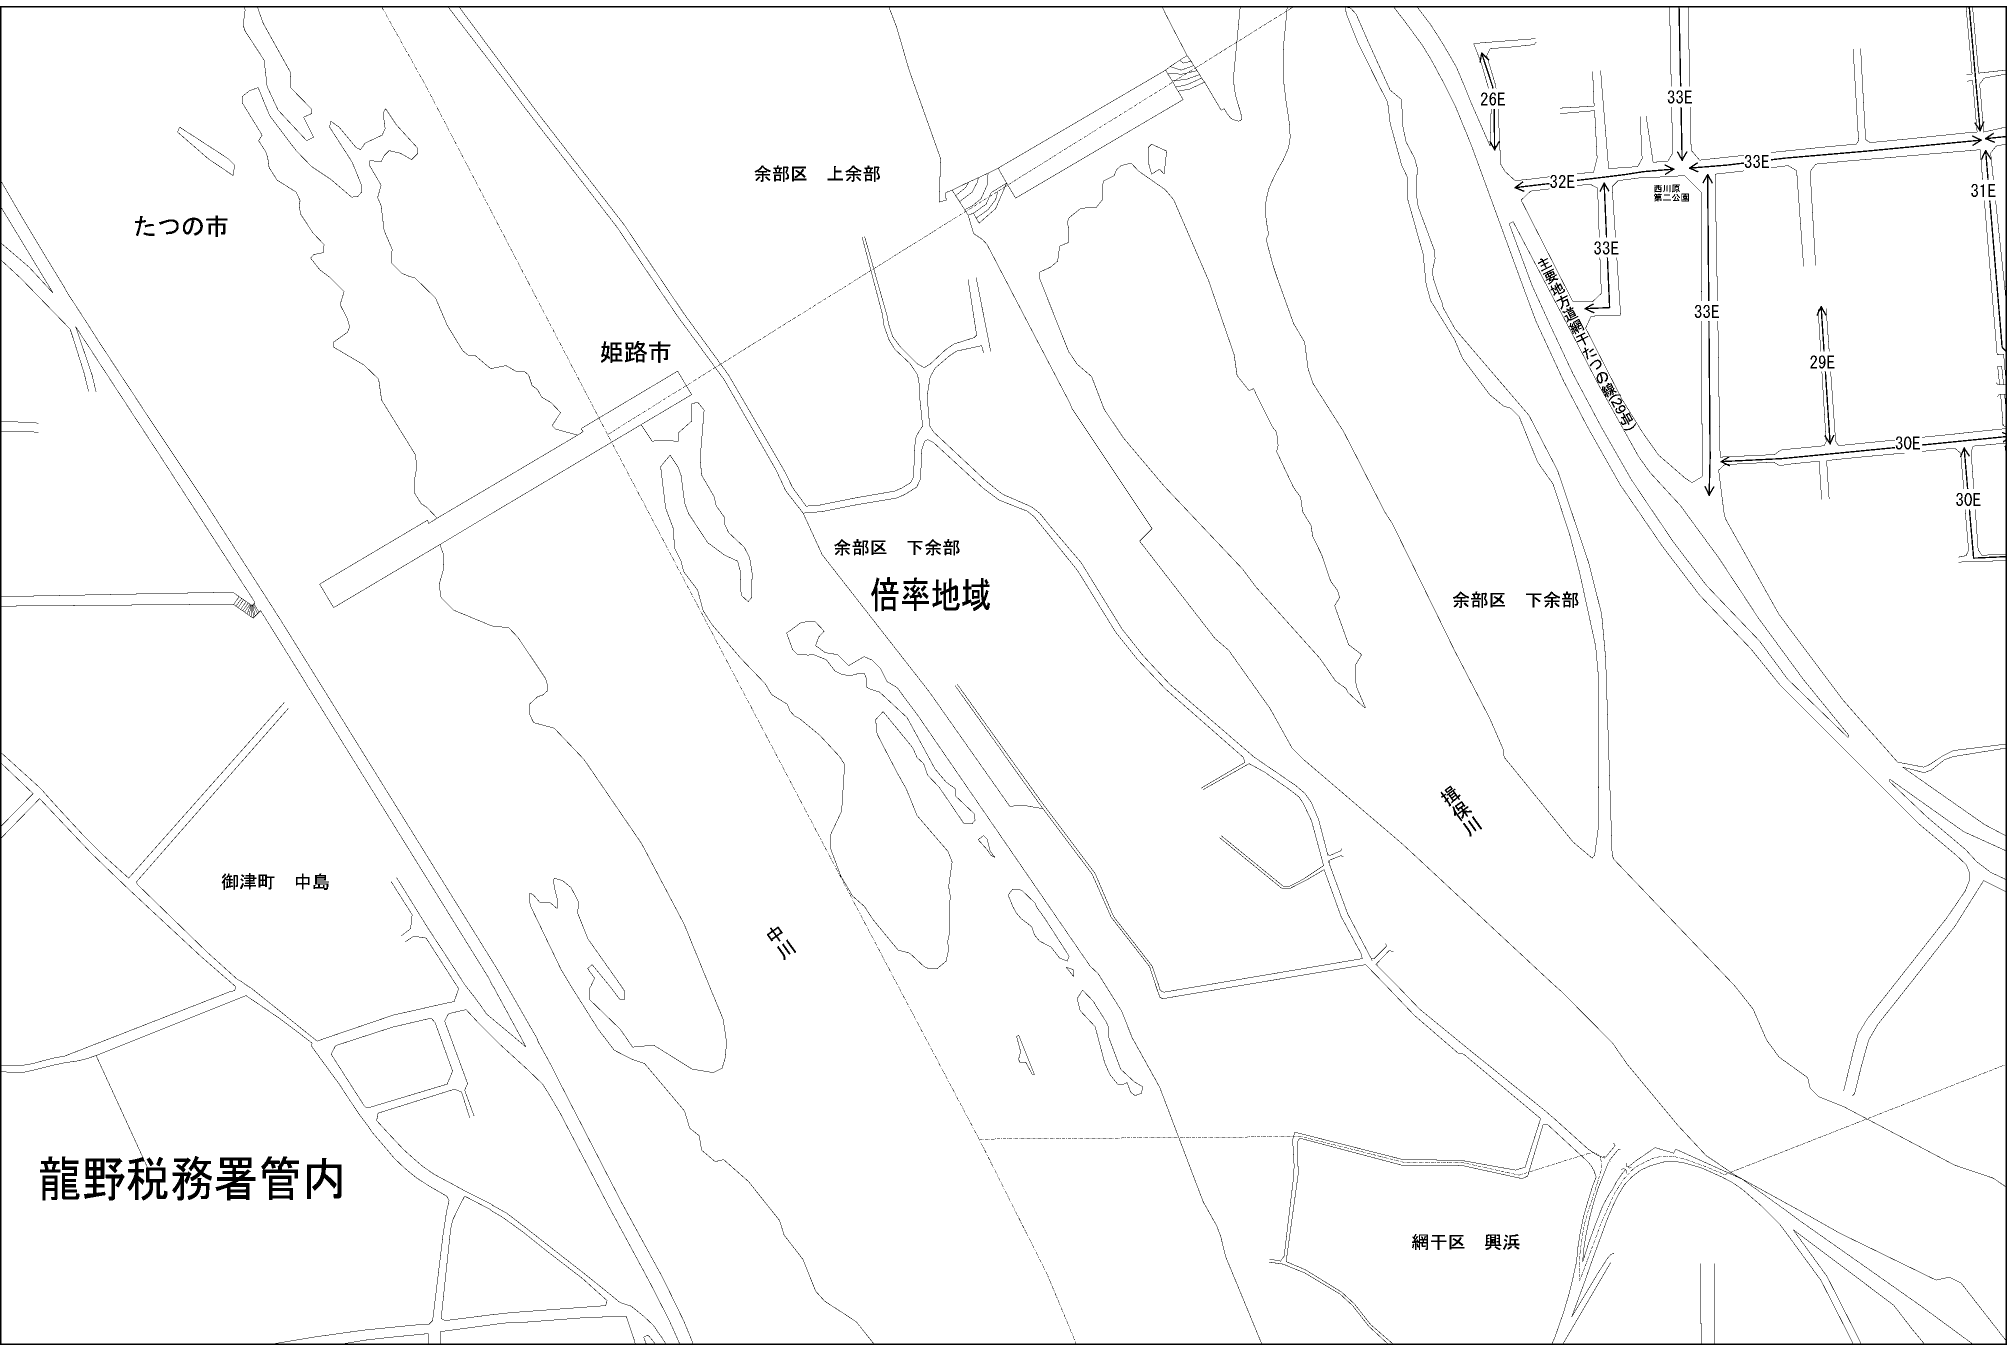 26E
33E
余部区　上余部
33E
32E
西川原
第二公園
31E
たつの市
33E
主要地方道網干たつの線(29号)
33E
姫路市
29E
30E
30E
余部区　下余部
倍率地域
余部区　下余部
揖保川
御津町　中島
中川
龍野税務署管内
網干区　興浜